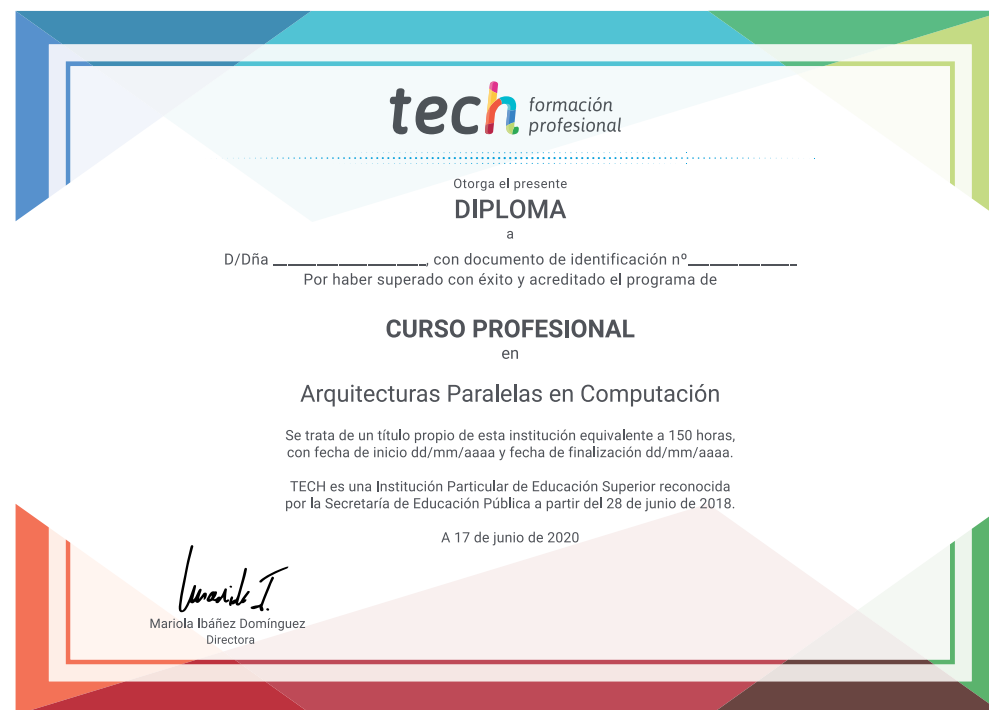 tech formación
profesional
Otorga el presente
DIPLOMA
a
D/Dña ____________________, con documento de identificación nº______________
Por haber superado con éxito y acreditado el programa de
CURSO PROFESIONAL
en
Arquitecturas Paralelas en Computación
Se trata de un título propio de esta institución equivalente a 150 horas,
con fecha de inicio dd/mm/aaaa y fecha de finalización dd/mm/aaaa.
TECH es una Institución Particular de Educación Superior reconocida
por la Secretaría de Educación Pública a partir del 28 de junio de 2018.
A 17 de junio de 2020
Mariola Ibáñez Domínguez
Directora